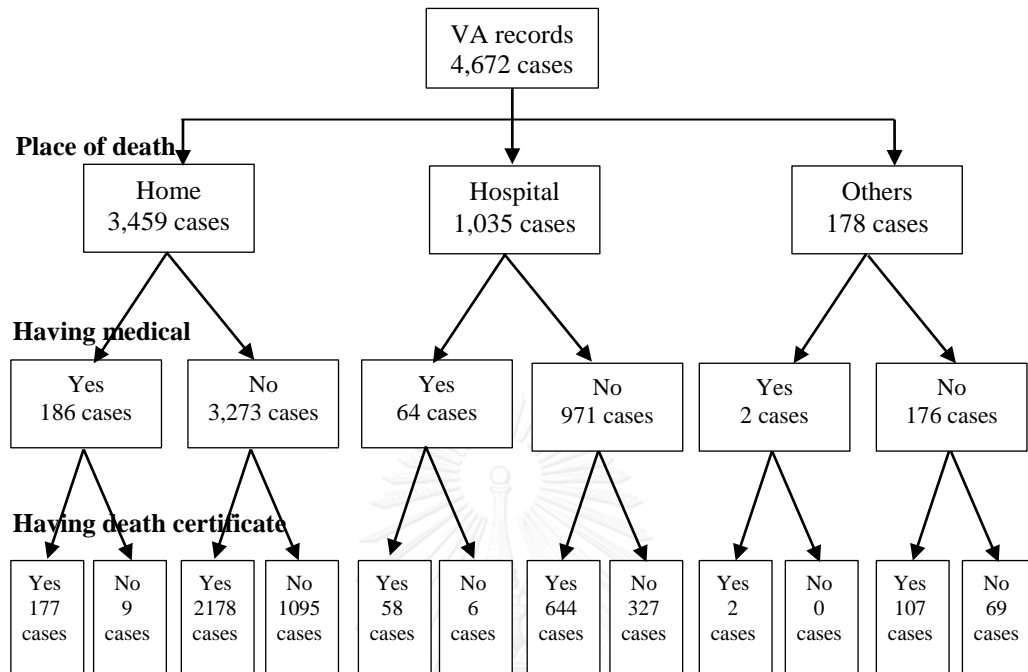 VA records
4,672 cases
Place of death
Home
3,459 cases
Hospital
1,035 cases
Others
178 cases
Having medical
Yes
186 cases
No
3,273 cases
Yes
64 cases
No
971 cases
Yes
2 cases
No
176 cases
Having death certificate
Yes
177
cases
No
9
cases
Yes
2178
cases
No
1095
cases
Yes
58
cases
No
6
cases
Yes
644
cases
No
327
cases
Yes
2
cases
No
0
cases
Yes
107
cases
No
69
cases